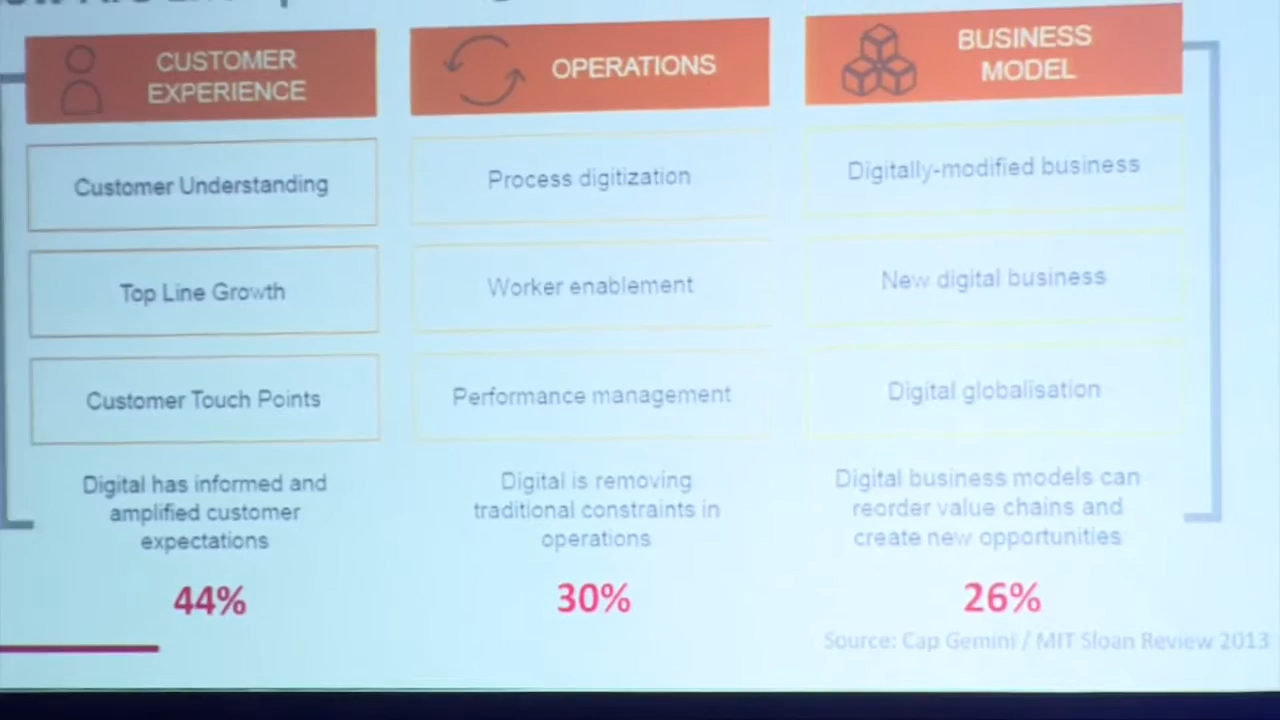 CUSTOMER
EXPERIENCE
Customer Understanding
Top Line Growth
Customer Touch Points
Digital has informed and
amplified customer
expectations
44%
OPERATIONS
Process digitization
Worker enablement
Performance management
Digital is removing
traditional constraints in
operations
30%
BUSINESS
MODEL
Digitally-modified business
New digital business
Digital globalisation
Digital business models can
reorder value chains and
create new opportunities
26%
Source: Cap Gemini / MIT Sloan Review 2013